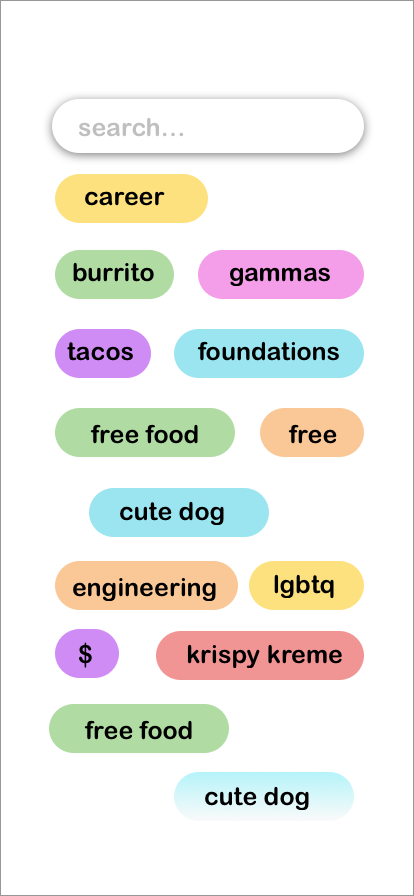 search...
career
burrito gammas
tacos foundations
free food free
cute dog
engineering lgbtq
$ krispy kreme
free food
cute dog